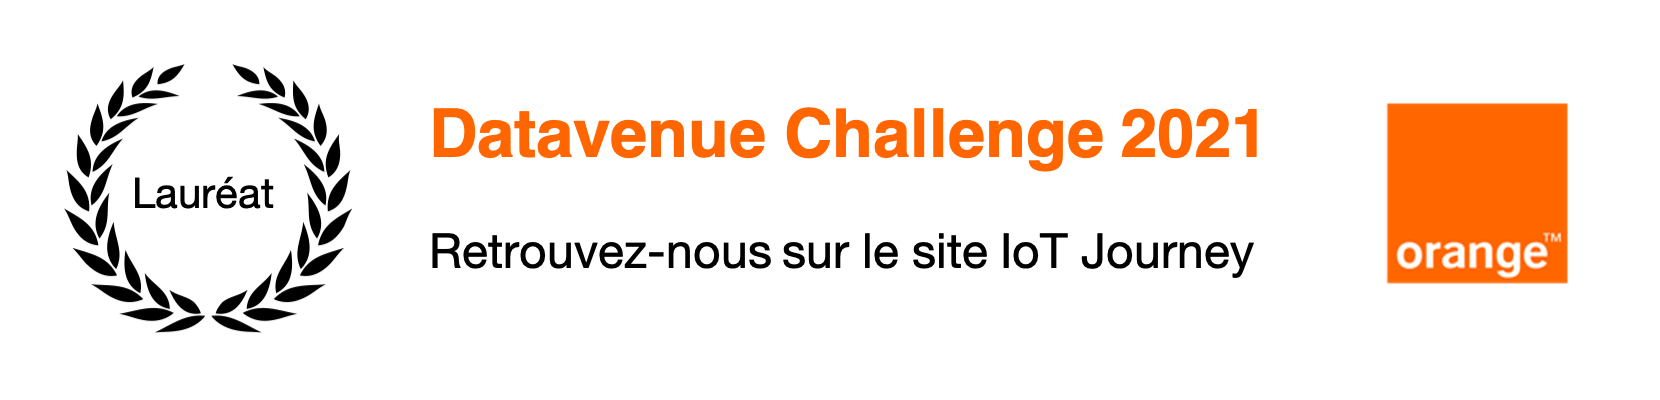 Lauréat
Datavenue Challenge 2021
Retrouvez-nous sur le site IoT Journey
orange™